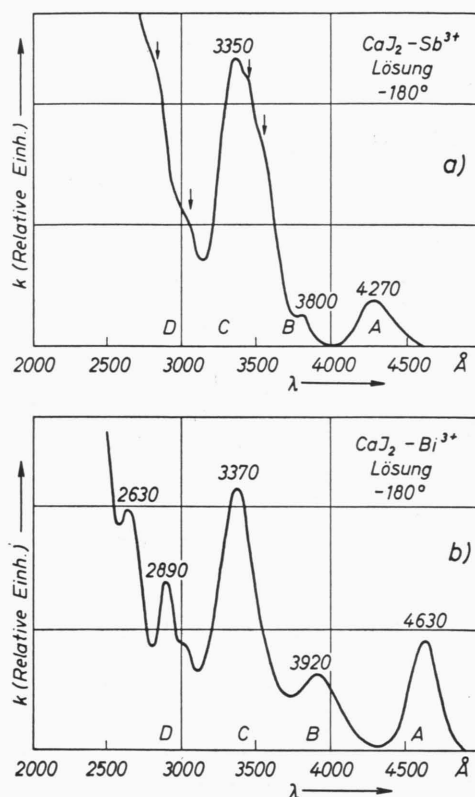 k (Relative Einh.)
3350
CaJ₂-Sb³⁺
Lösung
-180°
a)
3800
4270
D C B A
2000 2500 3000 3500 4000 4500 Å
λ
k (Relative Einh.)
CaJ₂-Bi³⁺
Lösung
-180°
b)
2630
2890
3370
3920
4630
D C B A
2000 2500 3000 3500 4000 4500 Å
λ